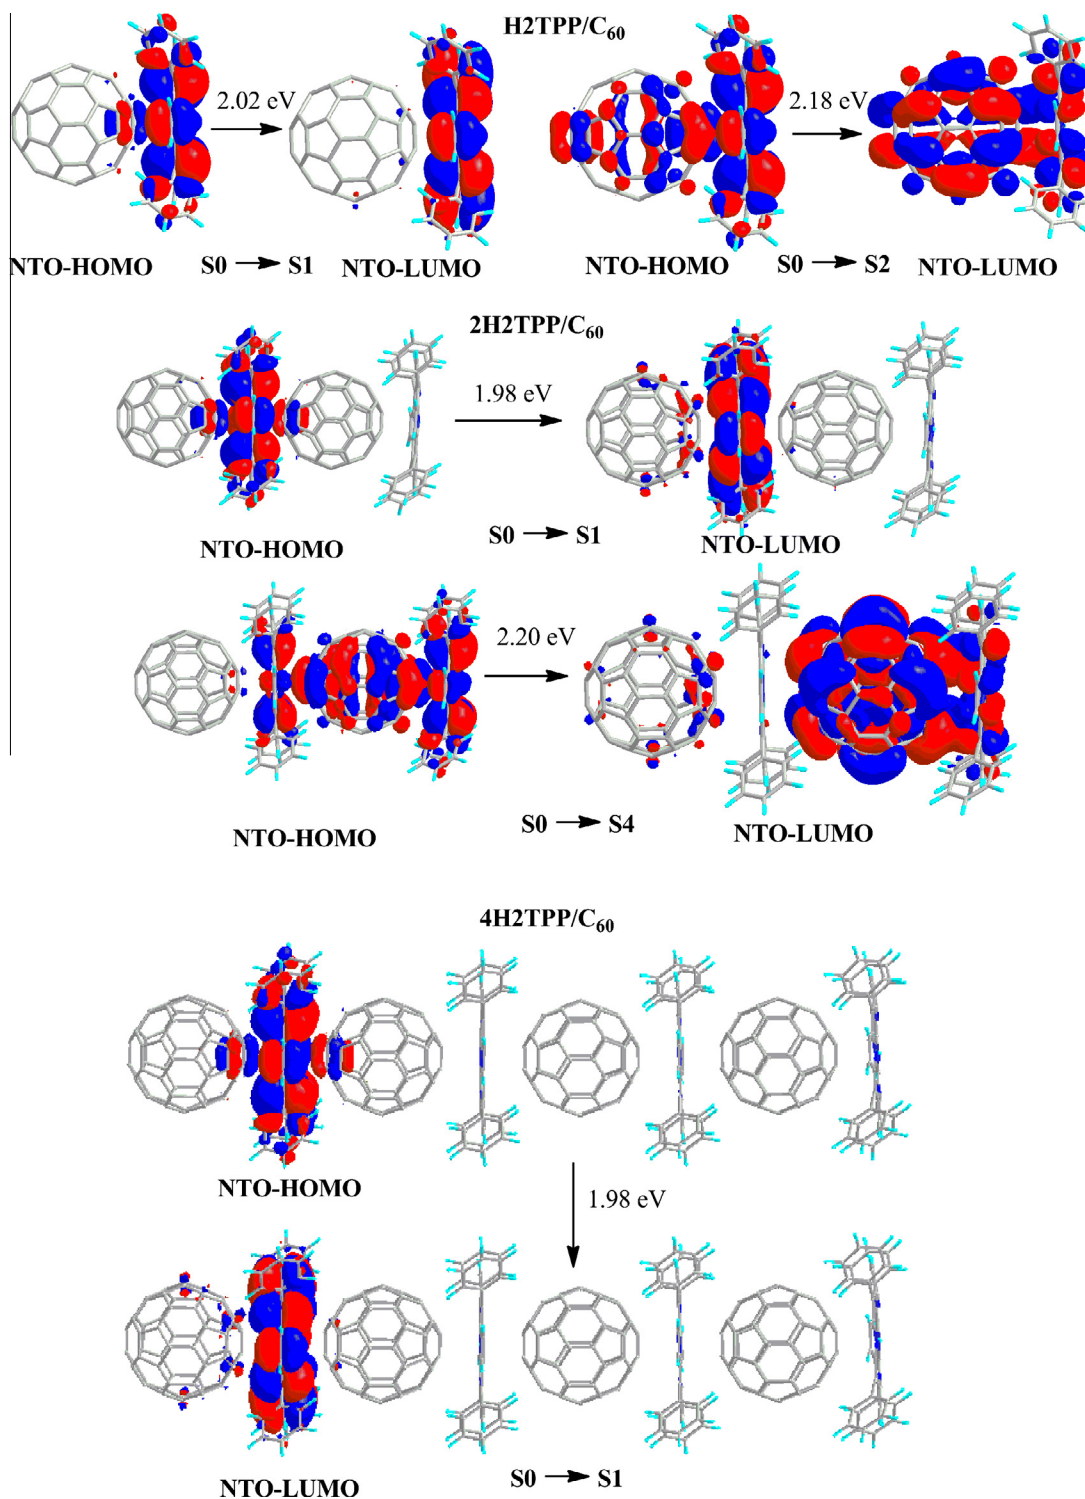 H2TPP/C60
2.02 eV
2.18 eV
NTO-HOMO S0 → S1 NTO-LUMO
NTO-HOMO S0 → S2 NTO-LUMO
2H2TPP/C60
1.98 eV
NTO-HOMO S0 → S1 NTO-LUMO
2.20 eV
NTO-HOMO S0 → S4 NTO-LUMO
4H2TPP/C60
NTO-HOMO
1.98 eV
NTO-LUMO S0 → S1